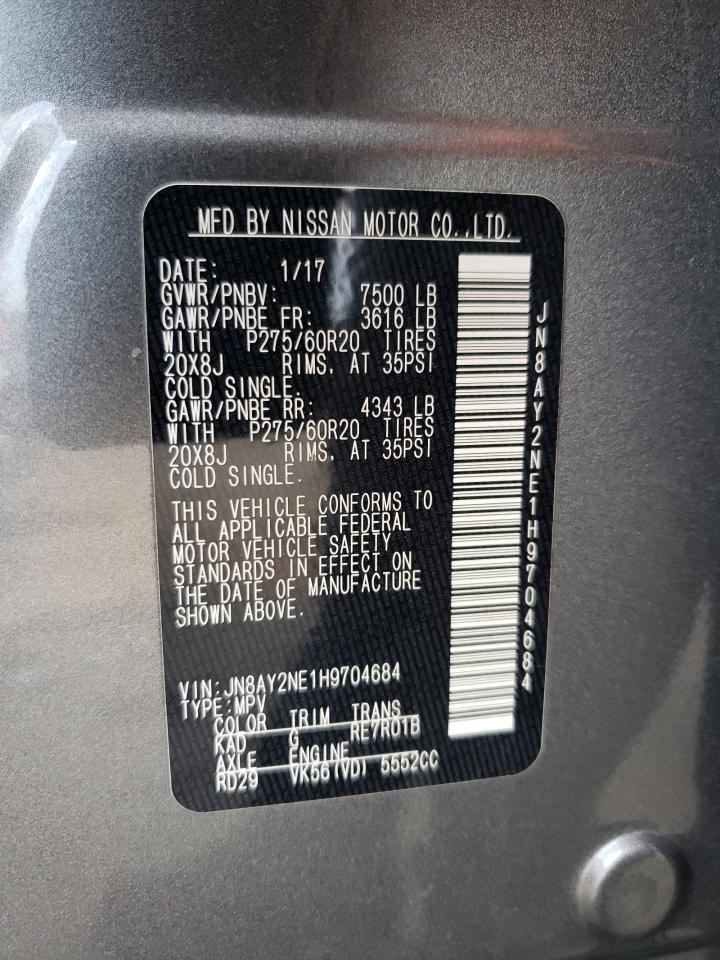 MFD BY NISSAN MOTOR CO.,LTD.
DATE: 1/17
GVWR/PNBV: 7500 LB
GAWR/PNBE FR: 3616 LB
WITH P275/60R20 TIRES
20X8J RIMS, AT 35PSI
COLD SINGLE.
GAWR/PNBE RR: 4343 LB
WITH P275/60R20 TIRES
20X8J RIMS, AT 35PSI
COLD SINGLE.
THIS VEHICLE CONFORMS TO
ALL APPLICABLE FEDERAL
MOTOR VEHICLE SAFETY
STANDARDS IN EFFECT ON
THE DATE OF MANUFACTURE
SHOWN ABOVE.
VIN:JN8AY2NE1H9704684
TYPE:MPV
COLOR TRIM TRANS
KAD G RE7R01B
AXLE ENGINE
RD29 VK56(VD) 5552CC
JN8AY2NE1H9704684